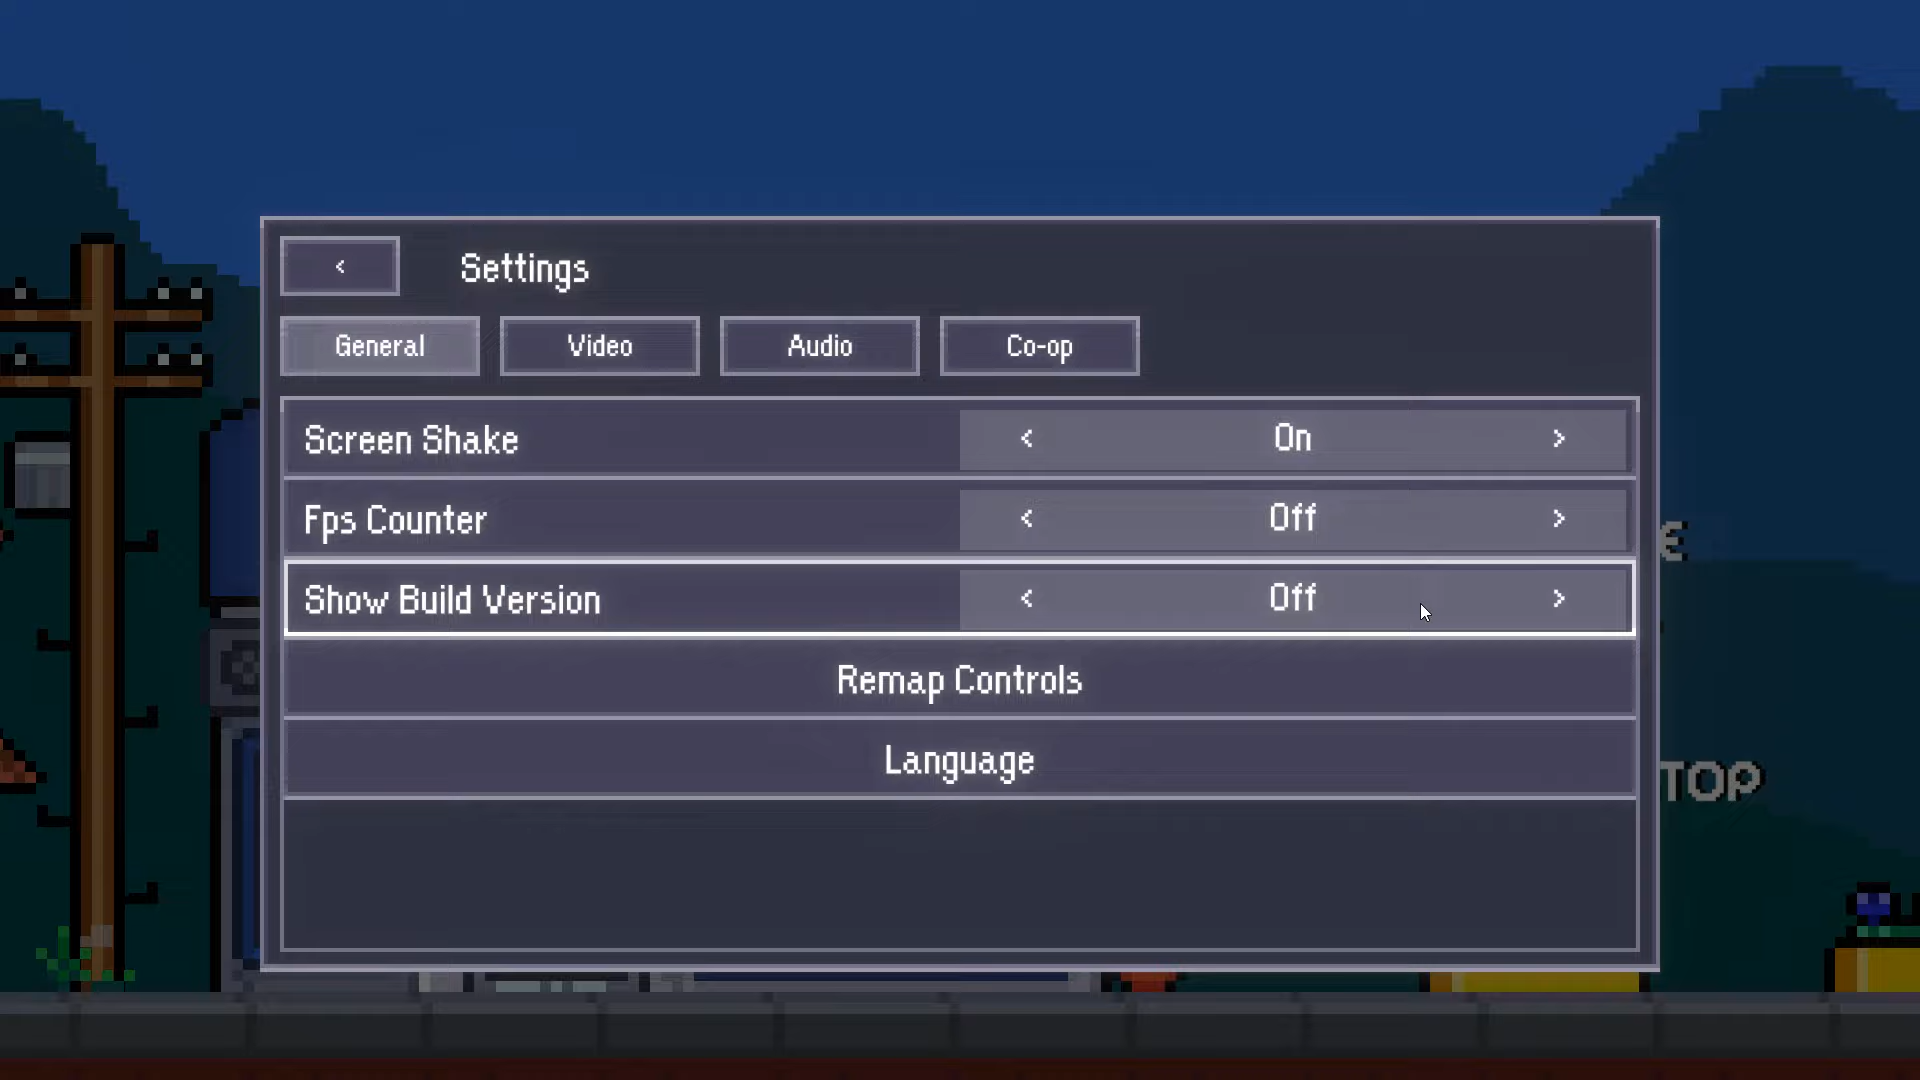 <
Settings
General
Video
Audio
Co-op
Screen Shake
< On >
Fps Counter
< Off >
Show Build Version
< Off >
Remap Controls
Language
E
TOP